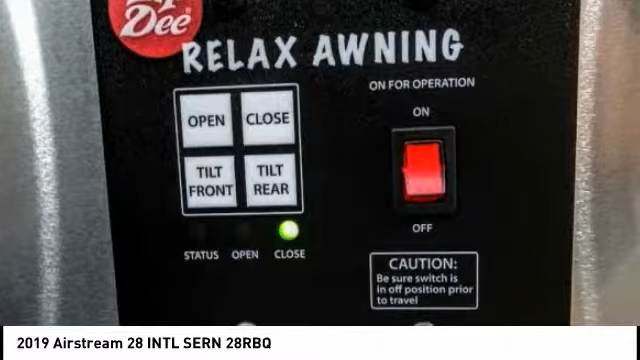 Dee
RELAX AWNING
ON FOR OPERATION
ON
OPEN CLOSE
TILT FRONT
TILT REAR
OFF
STATUS OPEN CLOSE
CAUTION:
Be sure switch is
in off position prior
to travel
2019 Airstream 28 INTL SERN 28RBQ